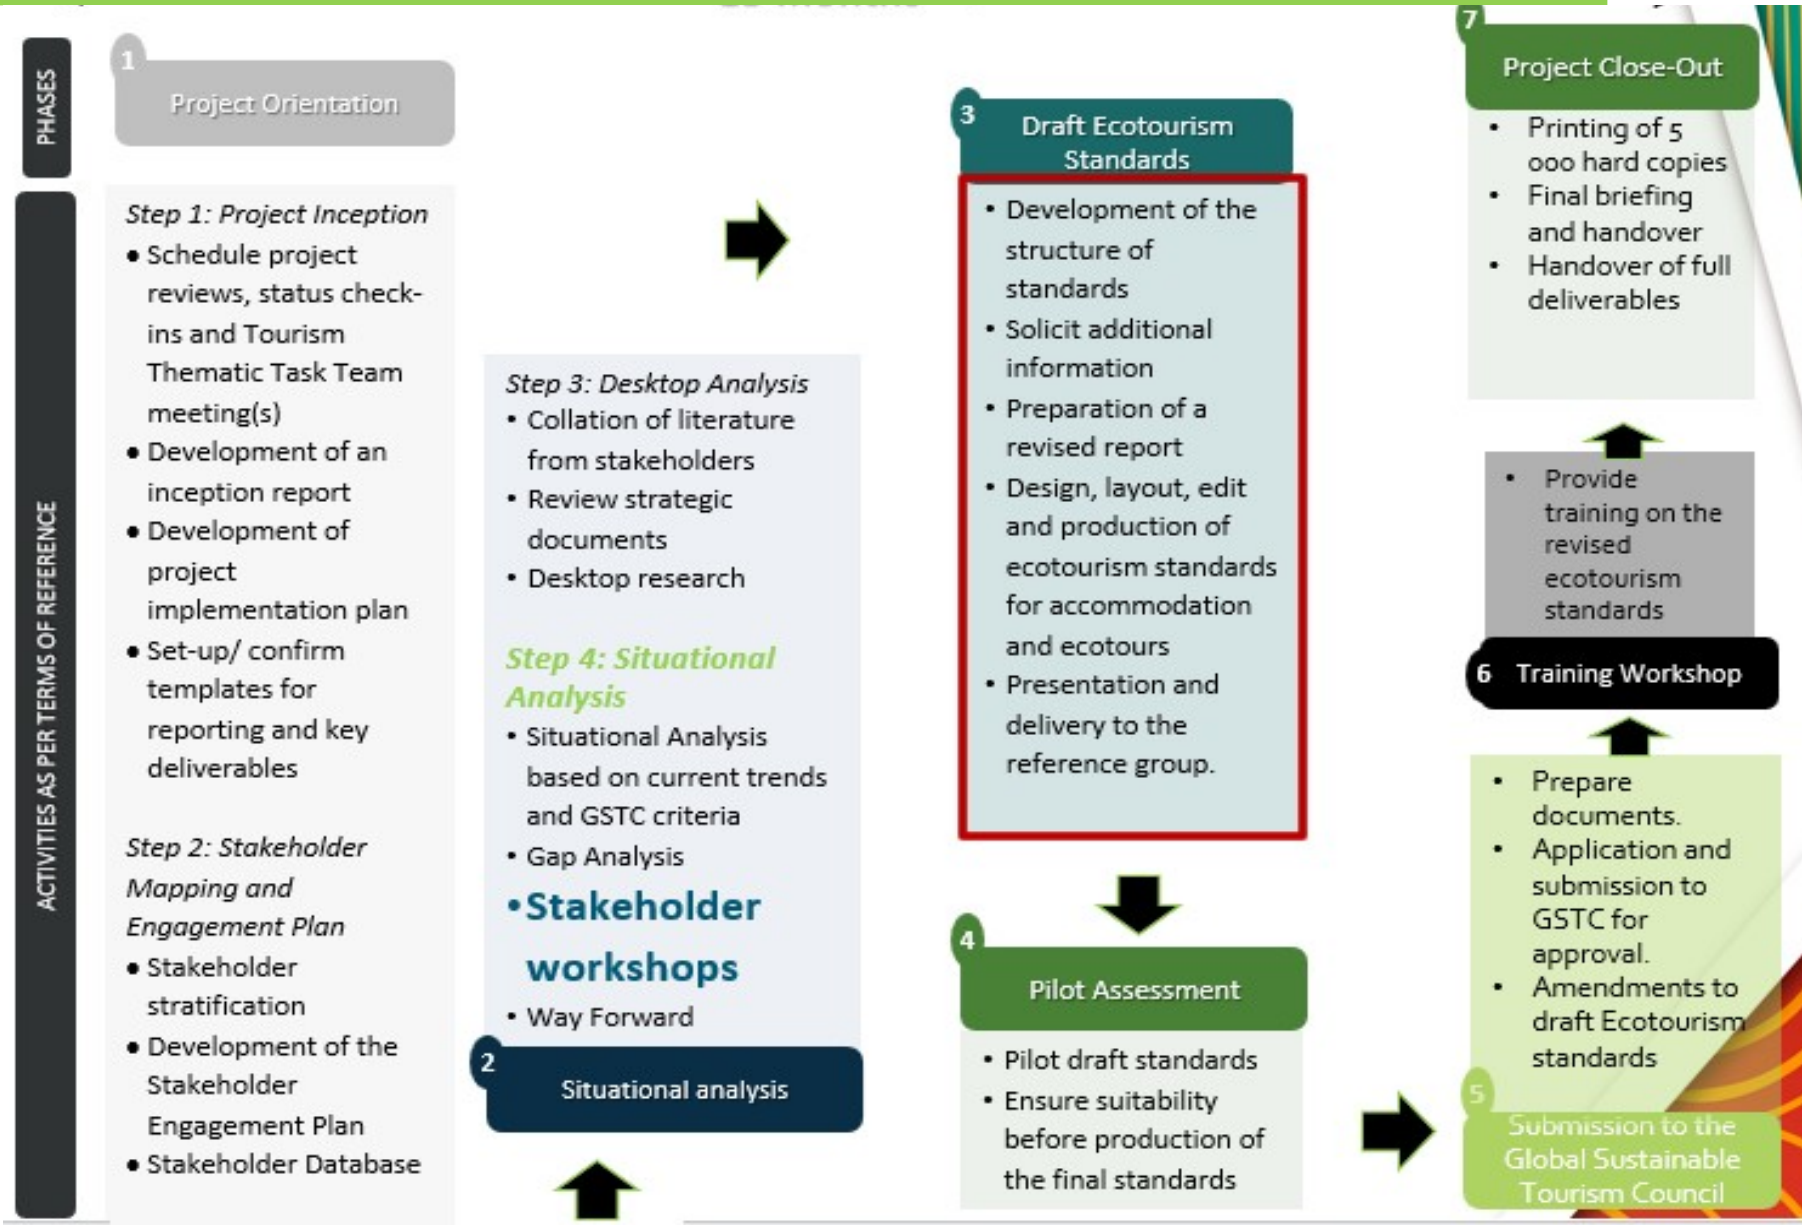 PHASES
ACTIVITIES AS PER TERMS OF REFERENCE
1
Project Orientation
Step 1: Project Inception
• Schedule project
reviews, status check-
ins and Tourism
Thematic Task Team
meeting(s)
• Development of an
inception report
• Development of
project
implementation plan
• Set-up/ confirm
templates for
reporting and key
deliverables
Step 2: Stakeholder
Mapping and
Engagement Plan
• Stakeholder
stratification
• Development of the
Stakeholder
Engagement Plan
• Stakeholder Database
Step 3: Desktop Analysis
• Collation of literature
from stakeholders
• Review strategic
documents
• Desktop research
Step 4: Situational
Analysis
• Situational Analysis
based on current trends
and GSTC criteria
• Gap Analysis
• Stakeholder
workshops
• Way Forward
2
Situational analysis
3
Draft Ecotourism
Standards
• Development of the
structure of
standards
• Solicit additional
information
• Preparation of a
revised report
• Design, layout, edit
and production of
ecotourism standards
for accommodation
and ecotours
• Presentation and
delivery to the
reference group.
4
Pilot Assessment
• Pilot draft standards
• Ensure suitability
before production of
the final standards
7
Project Close-Out
• Printing of 5
000 hard copies
• Final briefing
and handover
• Handover of full
deliverables
• Provide
training on the
revised
ecotourism
standards
6 Training Workshop
• Prepare
documents.
• Application and
submission to
GSTC for
approval.
• Amendments to
draft Ecotourism
standards
5
Submission to the
Global Sustainable
Tourism Council